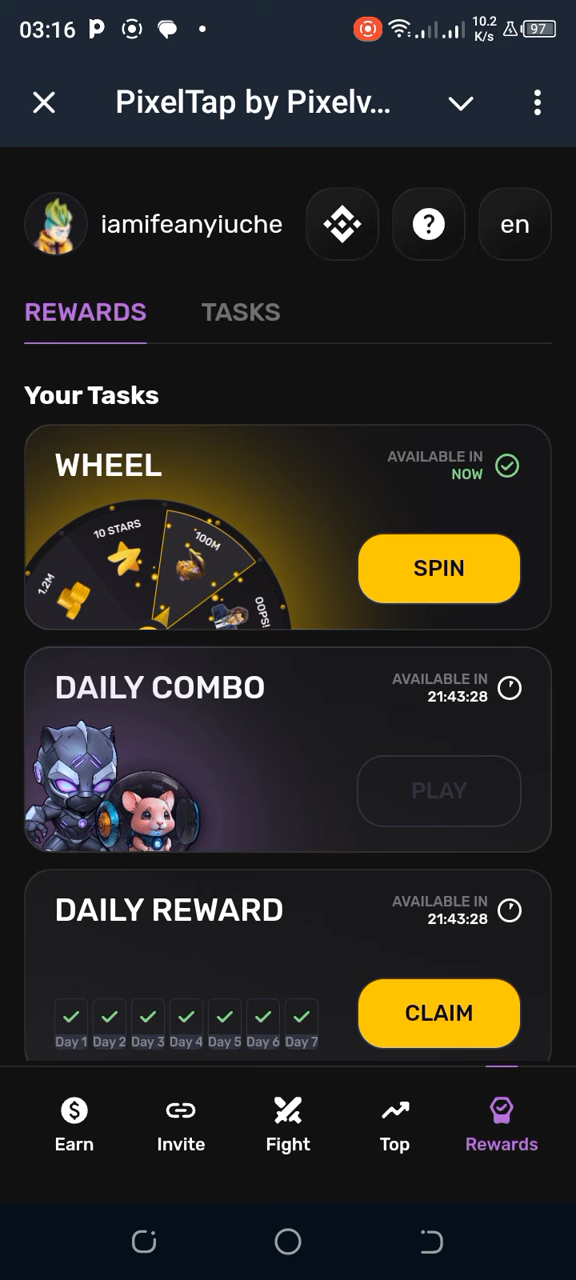 03:16
10.2 K/s
97
PixelTap by Pixelv...
iamifeanyiuche
en
REWARDS TASKS
Your Tasks
WHEEL
AVAILABLE IN
NOW
1,2M
10 STARS
100M
OOPS!
SPIN
DAILY COMBO
AVAILABLE IN
21:43:28
PLAY
DAILY REWARD
AVAILABLE IN
21:43:28
CLAIM
Day 1 Day 2 Day 3 Day 4 Day 5 Day 6 Day 7
Earn Invite Fight Top Rewards